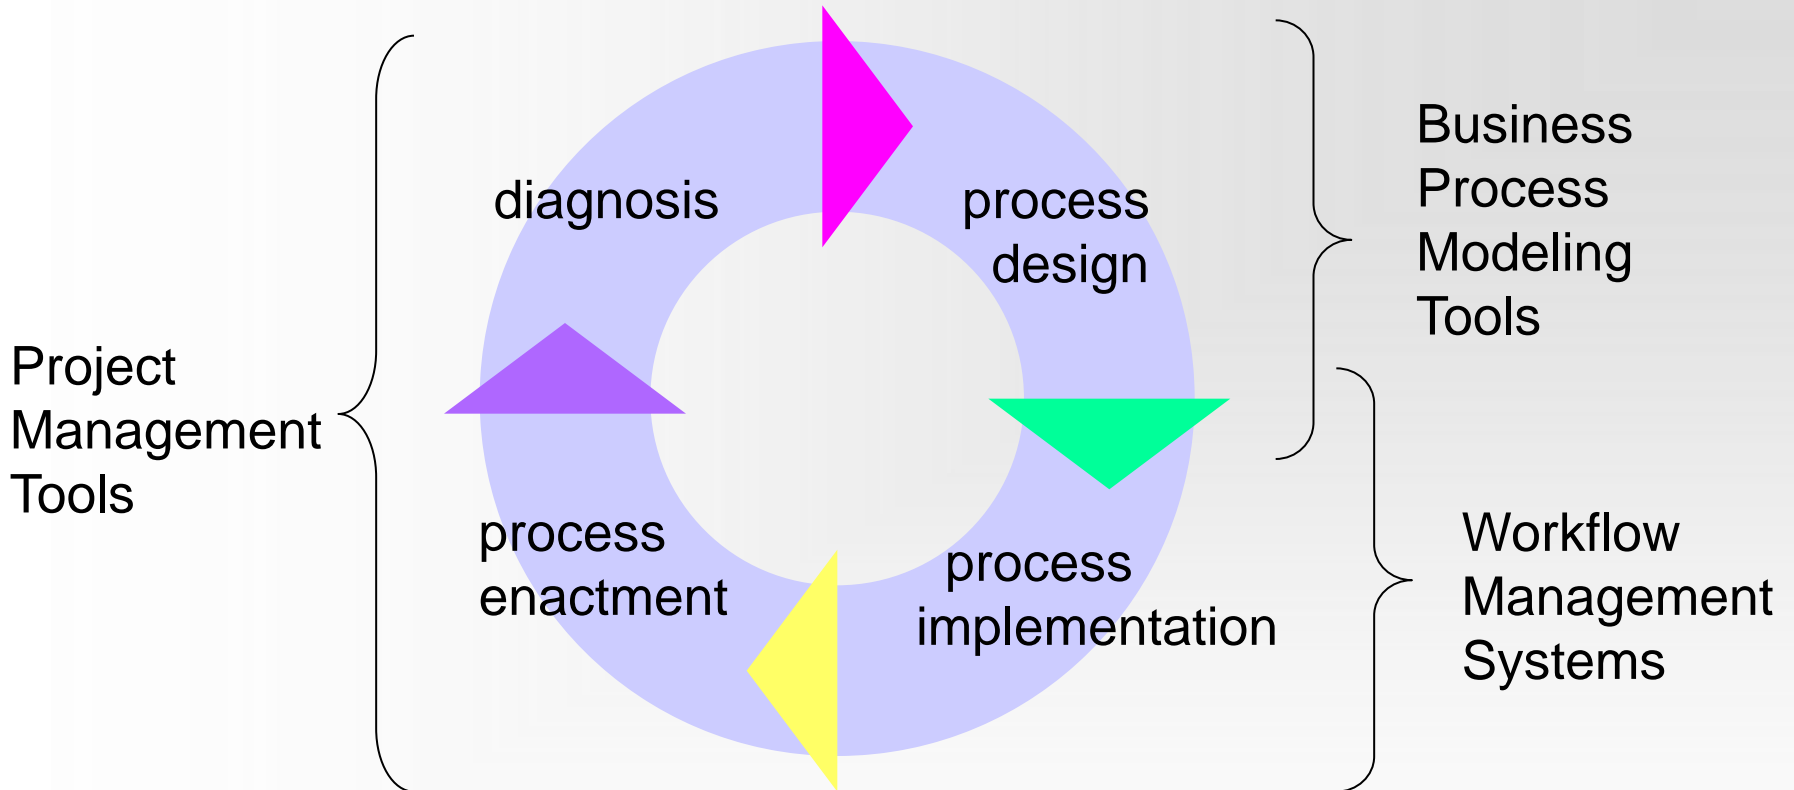 Project
Management
Tools
diagnosis
process
design
process
enactment
process
implementation
Business
Process
Modeling
Tools
Workflow
Management
Systems